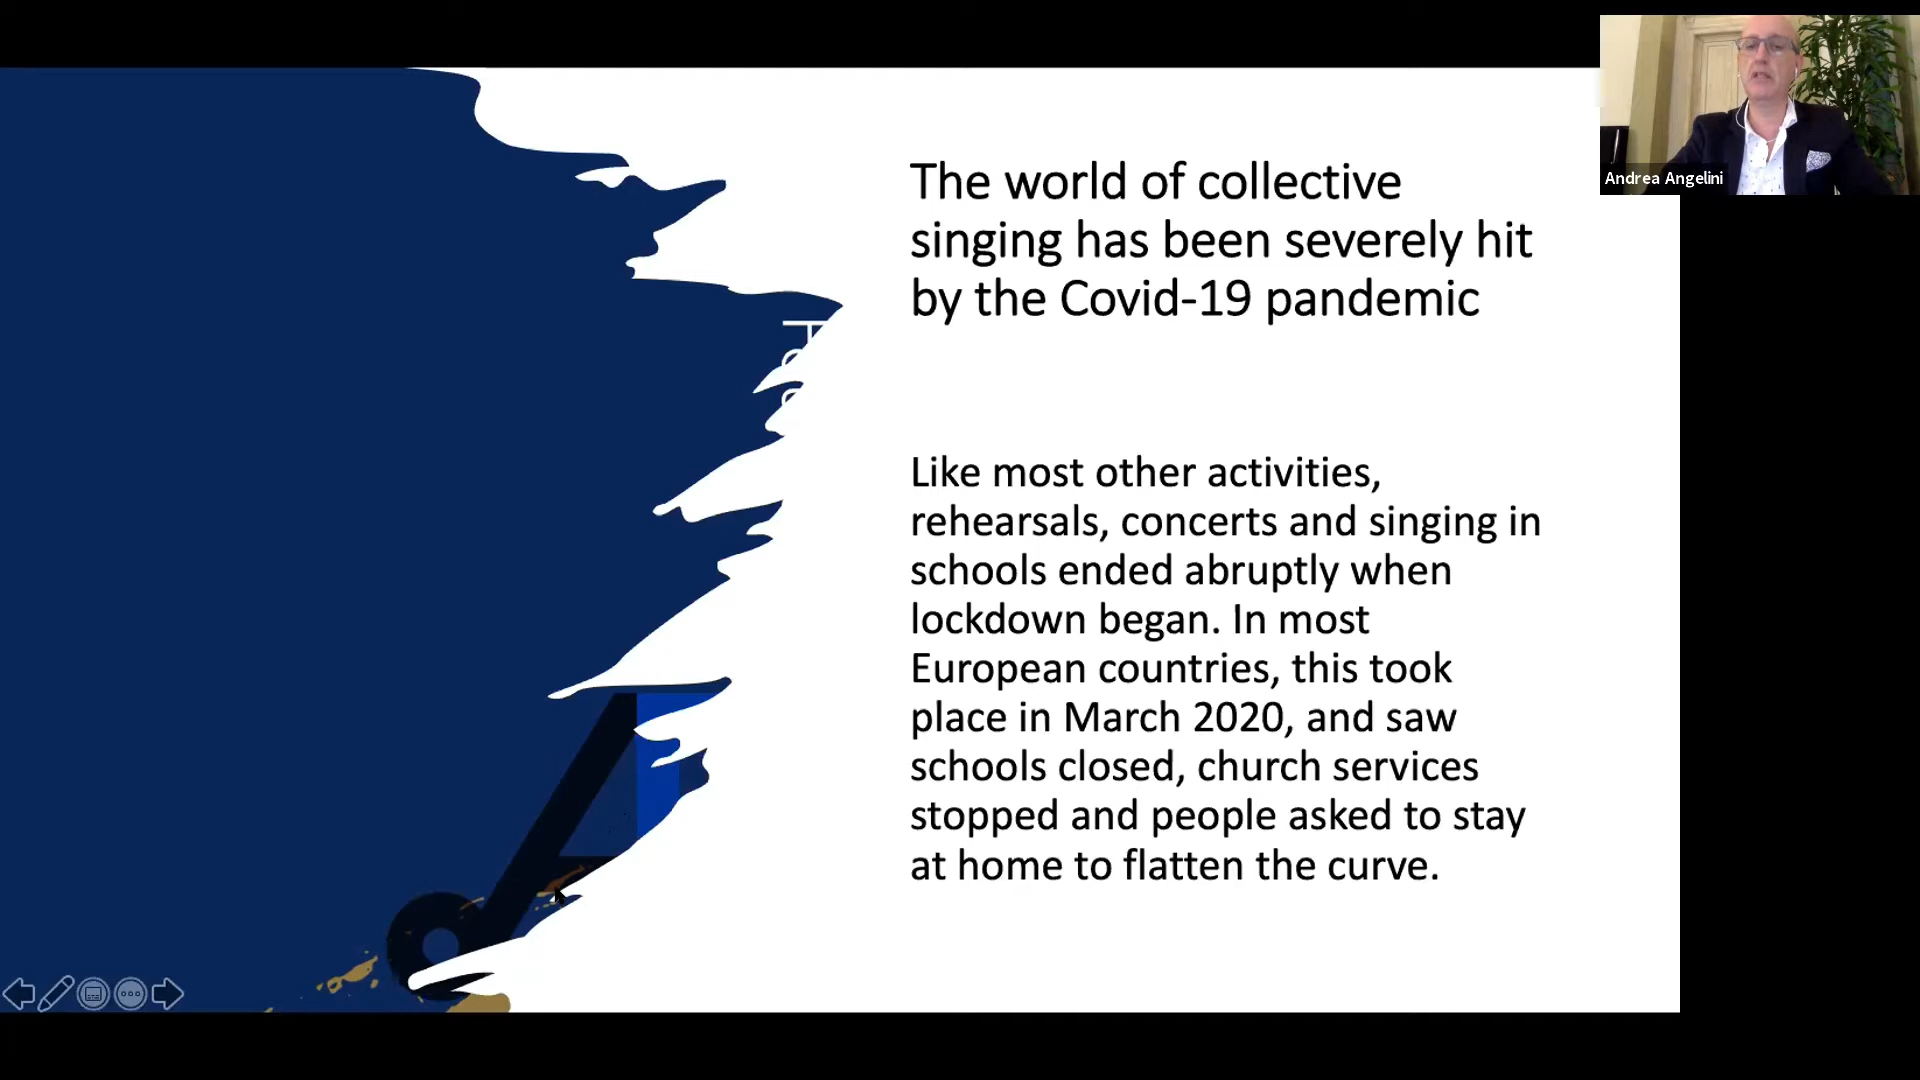 Andrea Angelini
The world of collective
singing has been severely hit
by the Covid-19 pandemic
Like most other activities,
rehearsals, concerts and singing in
schools ended abruptly when
lockdown began. In most
European countries, this took
place in March 2020, and saw
schools closed, church services
stopped and people asked to stay
at home to flatten the curve.